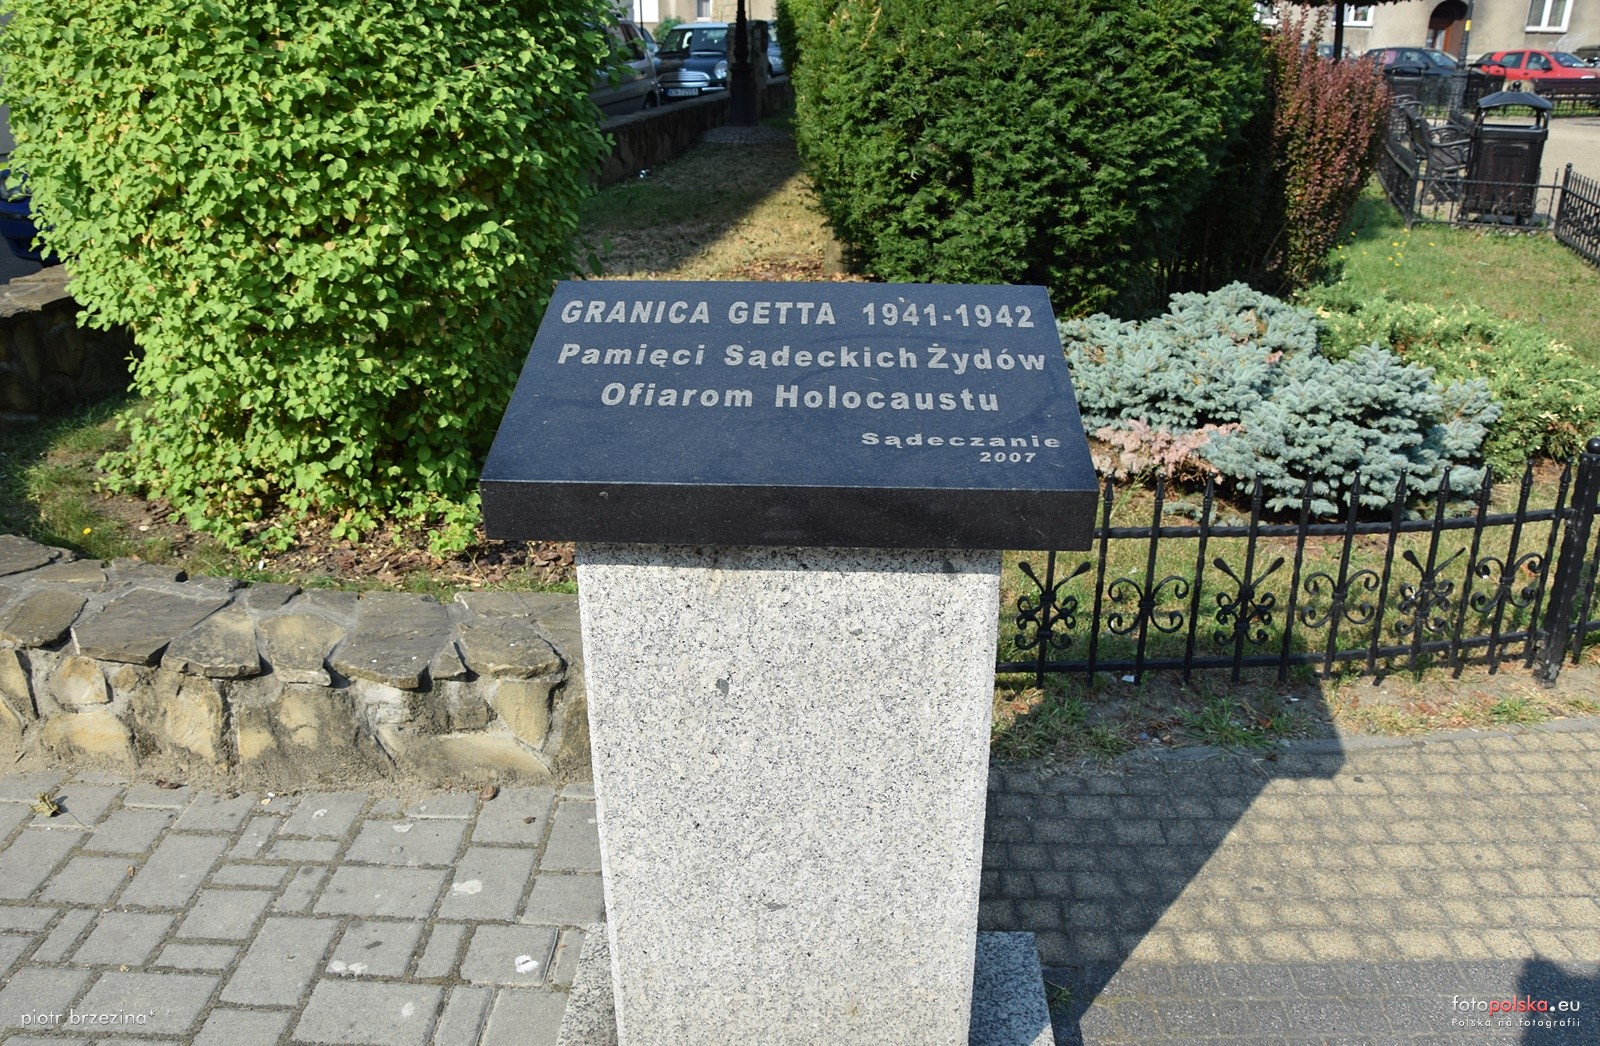 GRANICA GETTA 1941-1942
Pamięci Sądeckich Żydów
Ofiarom Holocaustu
Sądeczanie
2007
piotr brzezina*
fotopolska.eu
Polska na fotografii